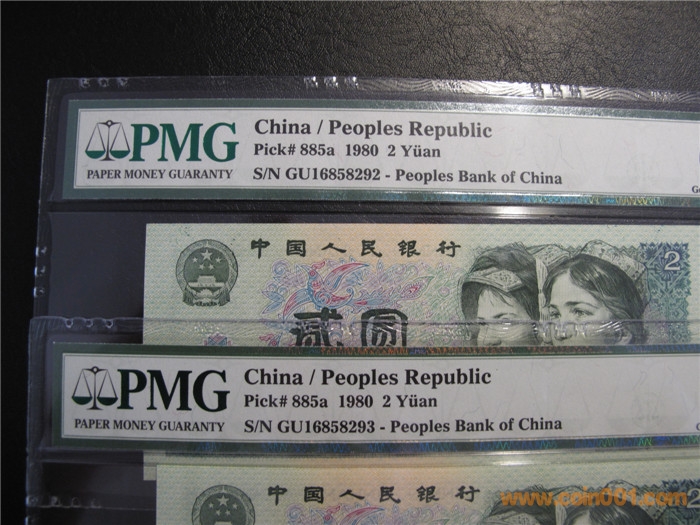 PMG
PAPER MONEY GUARANTY
China / Peoples Republic
Pick# 885a 1980 2 Yüan
S/N GU16858292 - Peoples Bank of China
中国人民银行
2
贰圆
PMG
PAPER MONEY GUARANTY
China / Peoples Republic
Pick# 885a 1980 2 Yüan
S/N GU16858293 - Peoples Bank of China
中国人民银行
www.coin001.com